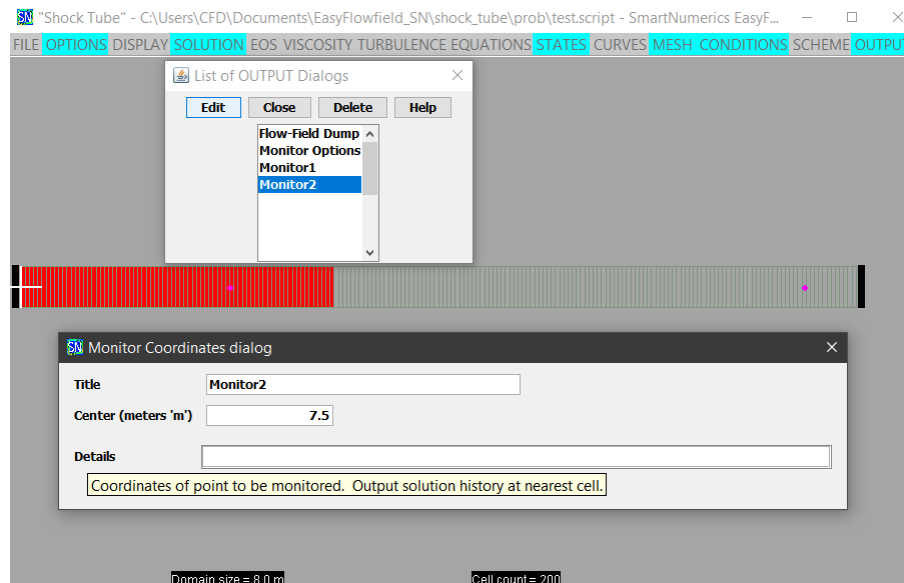 SN "Shock Tube" - C:\Users\CFD\Documents\EasyFlowfield_SN\shock_tube\prob\test.script - SmartNumerics EasyF...
FILE OPTIONS DISPLAY SOLUTION EOS VISCOSITY TURBULENCE EQUATIONS STATES CURVES MESH CONDITIONS SCHEME OUTPUT
List of OUTPUT Dialogs
Edit Close Delete Help
Flow-Field Dump
Monitor Options
Monitor1
Monitor2
SN Monitor Coordinates dialog
Title Monitor2
Center (meters 'm') 7.5
Details
Coordinates of point to be monitored. Output solution history at nearest cell.
Domain size = 8.0 m Cell count = 200